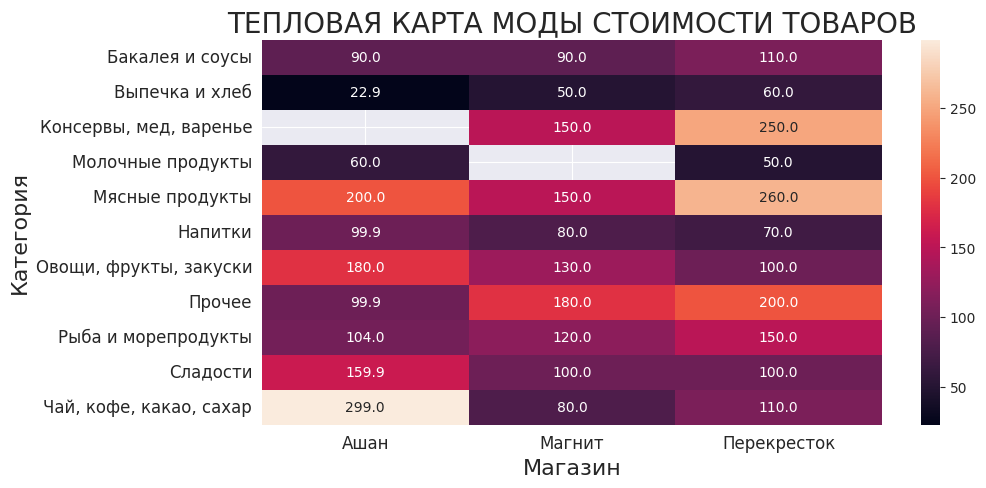 ТЕПЛОВАЯ КАРТА МОДЫ СТОИМОСТИ ТОВАРОВ
Категория
Бакалея и соусы 90.0 90.0 110.0
Выпечка и хлеб 22.9 50.0 60.0
Консервы, мед, варенье 150.0 250.0
Молочные продукты 60.0 50.0
Мясные продукты 200.0 150.0 260.0
Напитки 99.9 80.0 70.0
Овощи, фрукты, закуски 180.0 130.0 100.0
Прочее 99.9 180.0 200.0
Рыба и морепродукты 104.0 120.0 150.0
Сладости 159.9 100.0 100.0
Чай, кофе, какао, сахар 299.0 80.0 110.0
Ашан Магнит Перекресток
Магазин
250
200
150
100
50